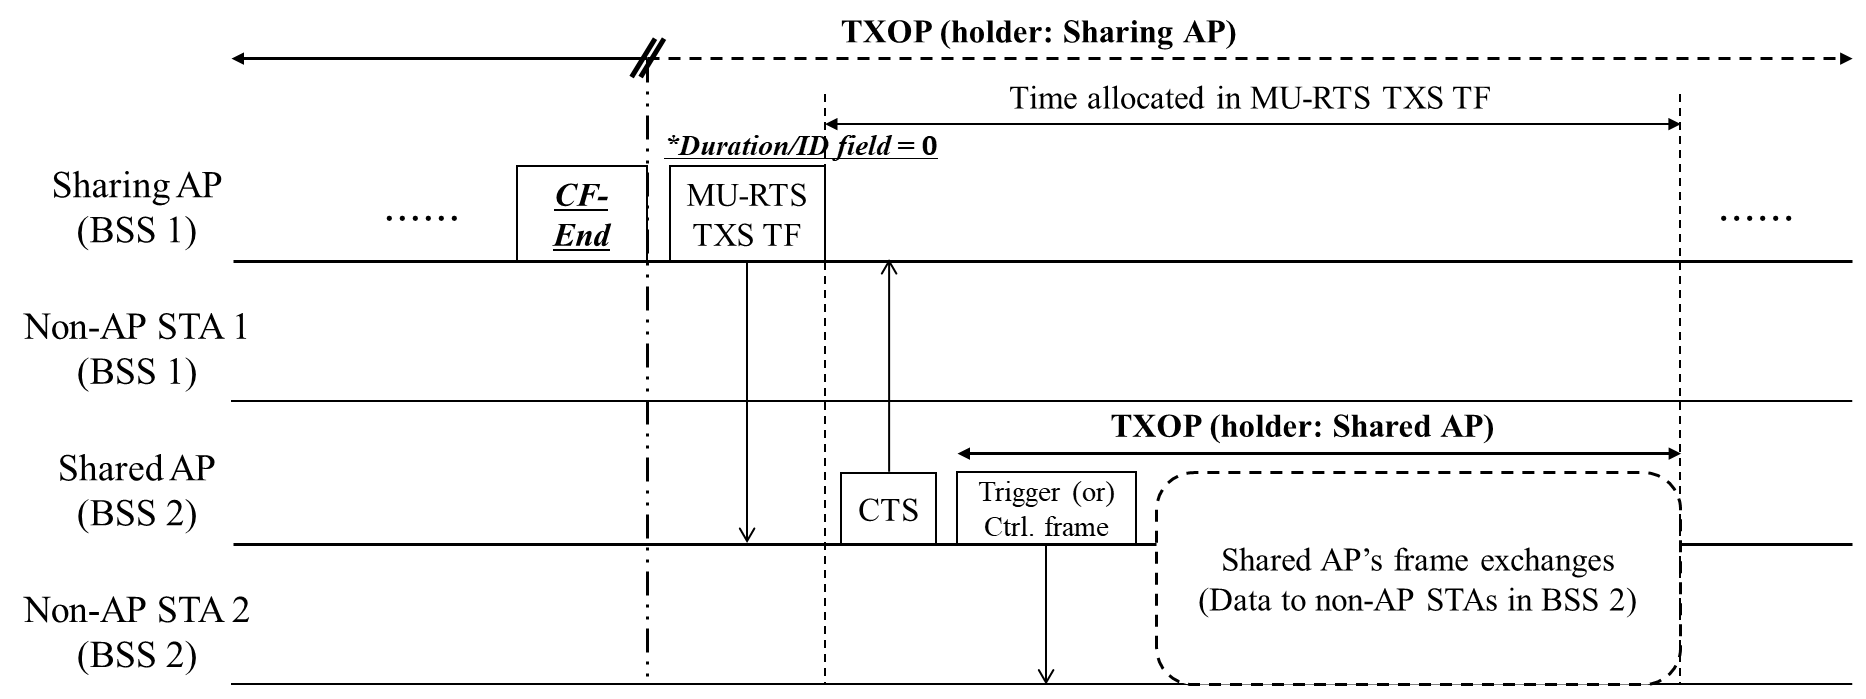 TXOP (holder: Sharing AP)
Time allocated in MU-RTS TXS TF
*Duration/ID field = 0
Sharing AP
(BSS 1)
......
CF-
End
MU-RTS
TXS TF
......
Non-AP STA 1
(BSS 1)
TXOP (holder: Shared AP)
Shared AP
(BSS 2)
CTS
Trigger (or)
Ctrl. frame
Shared AP’s frame exchanges
(Data to non-AP STAs in BSS 2)
Non-AP STA 2
(BSS 2)